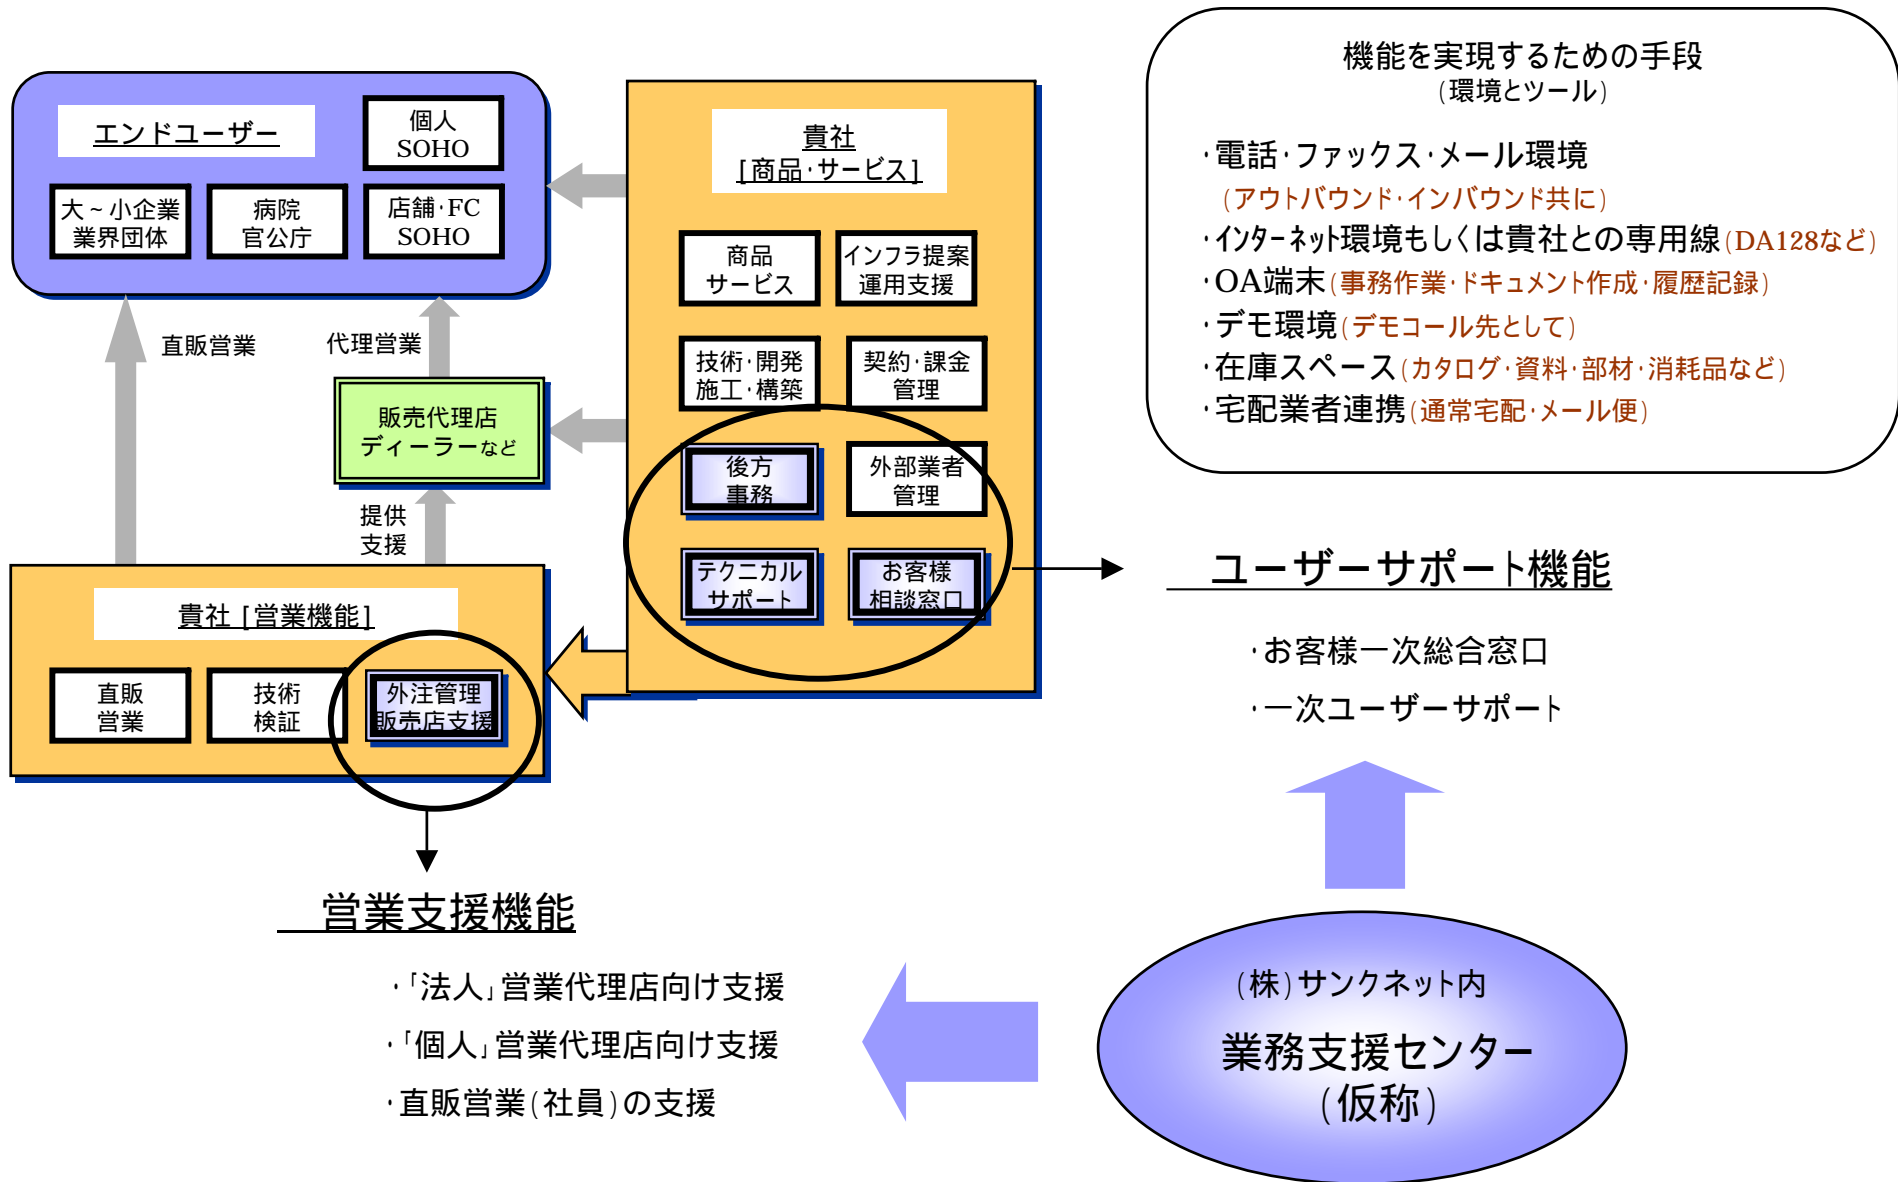 エンドユーザー
個人
SOHO
大~小企業
業界団体
病院
官公庁
店舗·FC
SOHO
直販営業
代理営業
販売代理店
ディーラーなど
提供
支援
貴社 [営業機能]
直販
営業
技術
検証
外注管理
販売店支援
貴社
[商品·サービス]
商品
サービス
インフラ提案
運用支援
技術·開発
施工·構築
契約·課金
管理
後方
事務
外部業者
管理
テクニカル
サポート
お客様
相談窓口
機能を実現するための手段
(環境とツール)
·電話·ファックス·メール環境
(アウトバウンド·インバウンド共に)
·インターネット環境もしくは貴社との専用線(DA128など)
·OA端末(事務作業·ドキュメント作成·履歴記録)
·デモ環境(デモコール先として)
·在庫スペース(カタログ·資料·部材·消耗品など)
·宅配業者連携(通常宅配·メール便)
ユーザーサポート機能
·お客様一次総合窓口
·一次ユーザーサポート
営業支援機能
·「法人」営業代理店向け支援
·「個人」営業代理店向け支援
·直販営業(社員)の支援
(株)サンクネット内
業務支援センター
(仮称)